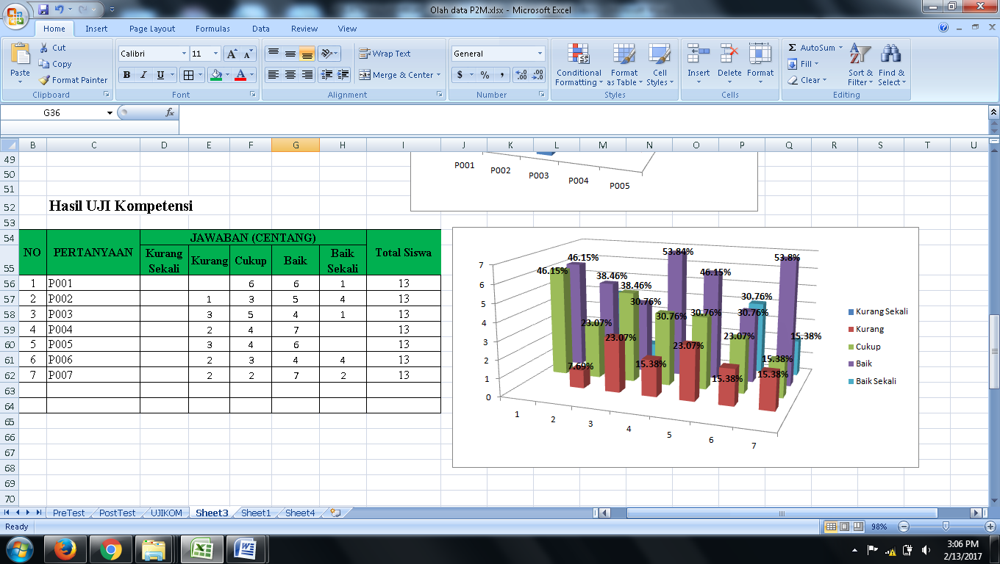 Olah data P2M.xlsx - Microsoft Excel
Home Insert Page Layout Formulas Data Review View
Paste Cut Copy Format Painter Clipboard
Calibri 11 B I U A A A Font
Wrap Text Merge & Center Alignment
General $ % , Number
Conditional Formatting Format as Table Cell Styles Styles
Insert Delete Format Cells
AutoSum Fill Clear Sort & Filter Find & Select Editing
G36 fx
B C D E F G H I J K L M N O P Q R S T U
49
50
51
P001 P002 P003 P004 P005
52 Hasil UJI Kompetensi
53
54 NO PERTANYAAN JAWABAN (CENTANG) Total Siswa
55 Kurang Sekali Kurang Cukup Baik Baik Sekali
56 1 P001 6 6 1 13
57 2 P002 1 3 5 4 13
58 3 P003 3 5 4 1 13
59 4 P004 2 4 7 13
60 5 P005 3 4 6 13
61 6 P006 2 3 4 4 13
62 7 P007 2 2 7 2 13
63
64
65
66
67
68
69
70
7
6
5
4
3
2
1
0
46.15% 53.84% 53.8%
46.15% 38.46% 46.15%
38.46% 30.76% 30.76%
23.07% 30.76% 30.76% 30.76%
23.07% 23.07% 23.07% 15.38%
7.69% 15.38% 15.38% 15.38% 15.38%
1 2 3 4 5 6 7
Kurang Sekali
Kurang
Cukup
Baik
Baik Sekali
PreTest PostTest UJIKOM Sheet3 Sheet1 Sheet4
Ready 98%
3:06 PM
2/13/2017